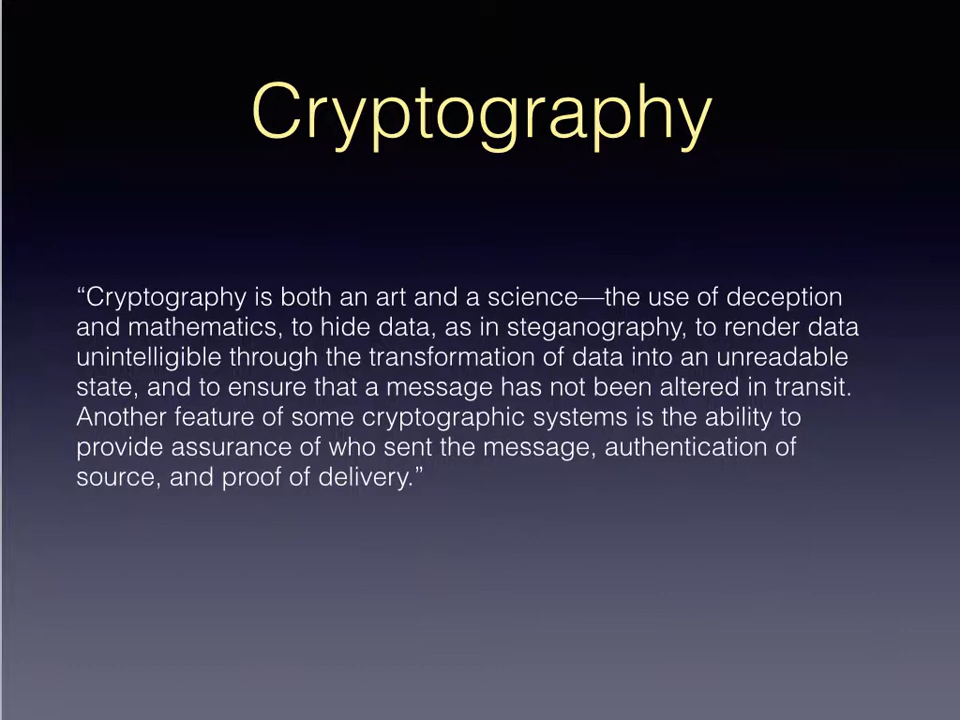 Cryptography
“Cryptography is both an art and a science—the use of deception
and mathematics, to hide data, as in steganography, to render data
unintelligible through the transformation of data into an unreadable
state, and to ensure that a message has not been altered in transit.
Another feature of some cryptographic systems is the ability to
provide assurance of who sent the message, authentication of
source, and proof of delivery.”